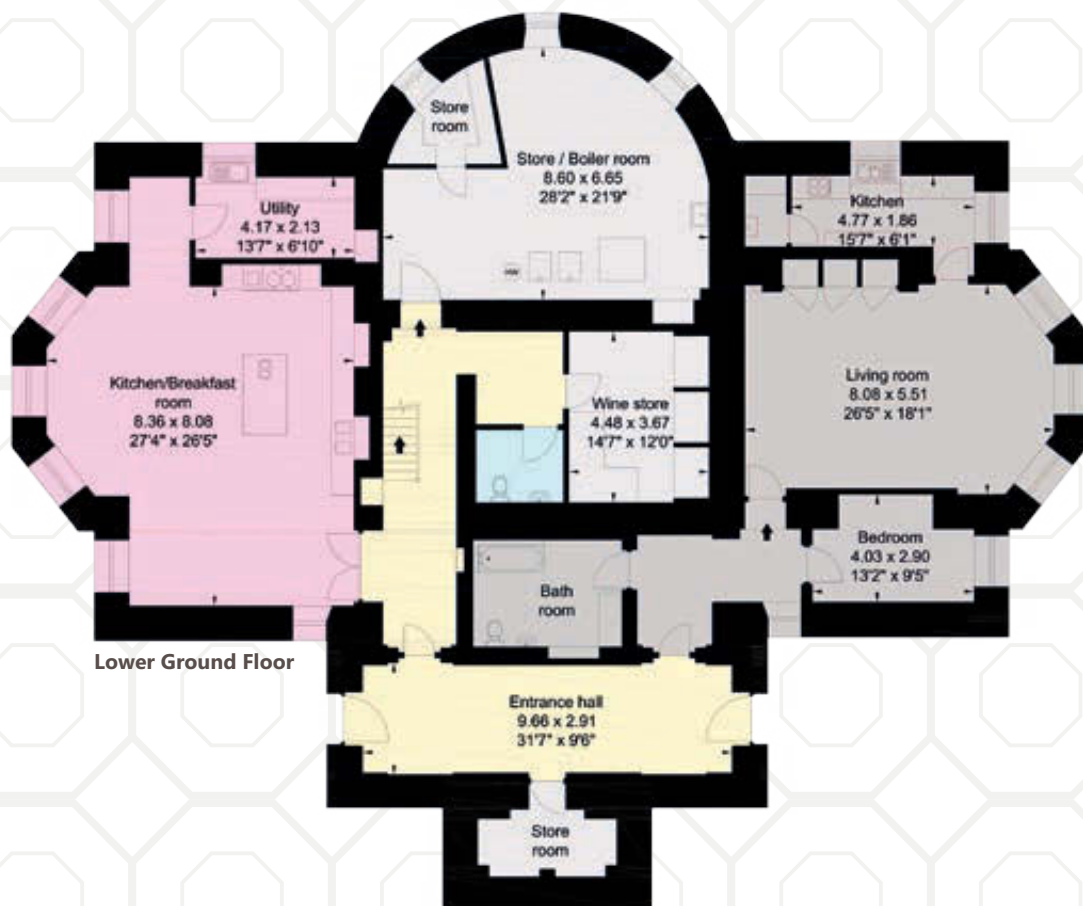 Store
room
Store / Boiler room
8.60 x 6.65
28'2" x 21'9"
Utility
4.17 x 2.13
13'7" x 6'10"
Kitchen
4.77 x 1.86
15'7" x 6'1"
HW
Kitchen/Breakfast
room
8.36 x 8.08
27'4" x 26'5"
Wine store
4.48 x 3.67
14'7" x 12'0"
Living room
8.08 x 5.51
26'5" x 18'1"
Bedroom
4.03 x 2.90
13'2" x 9'5"
Bath
room
Lower Ground Floor
Entrance hall
9.66 x 2.91
31'7" x 9'6"
Store
room